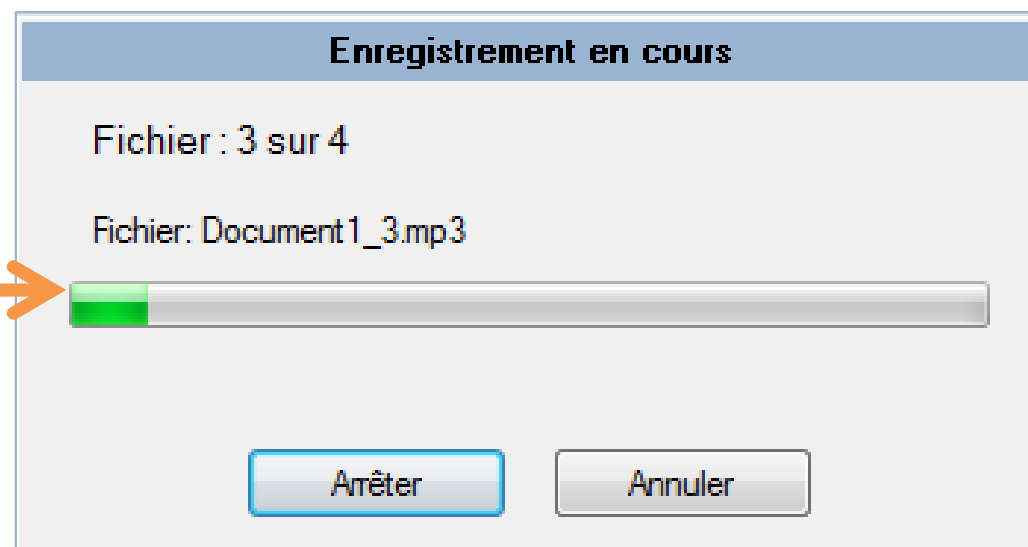 Enregistrement en cours
Fichier : 3 sur 4
Fichier: Document1_3.mp3
Arrêter
Annuler